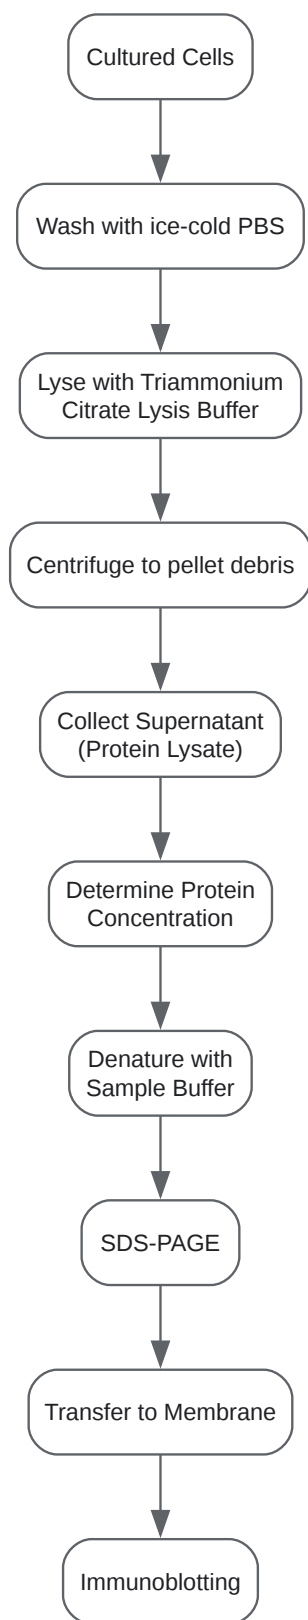 Cultured Cells
Wash with ice-cold PBS
Lyse with Triammonium
Citrate Lysis Buffer
Centrifuge to pellet debris
Collect Supernatant
(Protein Lysate)
Determine Protein
Concentration
Denature with
Sample Buffer
SDS-PAGE
Transfer to Membrane
Immunoblotting